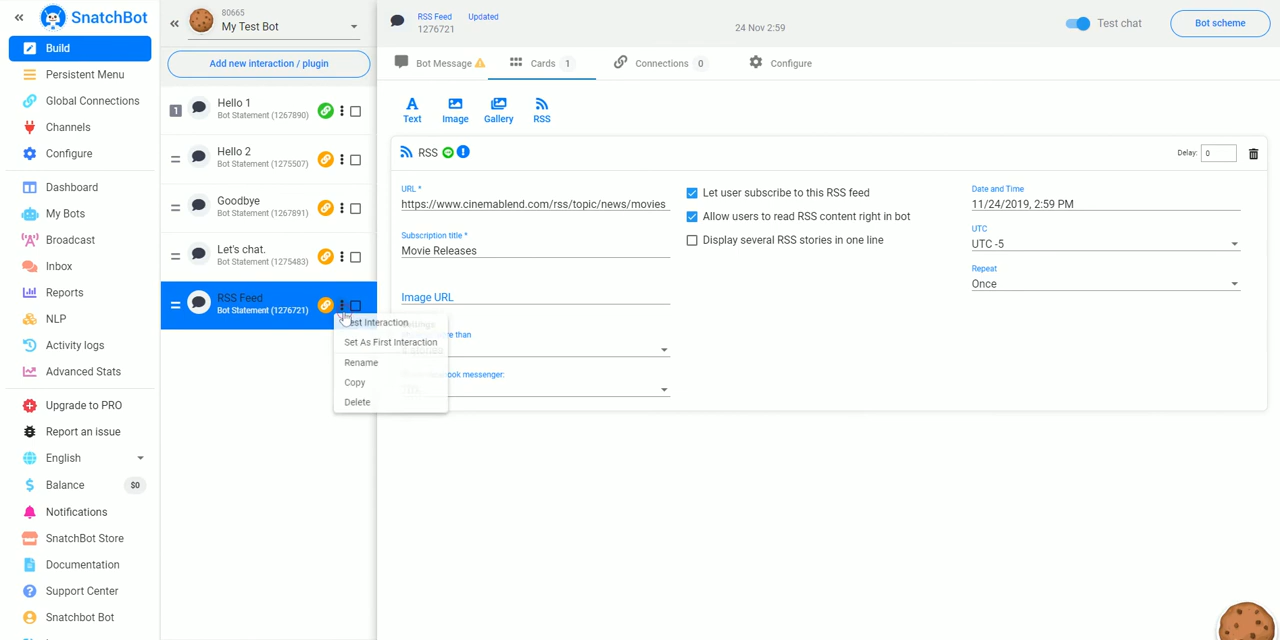 SnatchBot
Build
Persistent Menu
Global Connections
Channels
Configure
Dashboard
My Bots
Broadcast
Inbox
Reports
NLP
Activity logs
Advanced Stats
Upgrade to PRO
Report an issue
English
Balance $0
Notifications
SnatchBot Store
Documentation
Support Center
Snatchbot Bot
80665
My Test Bot
Add new interaction / plugin
1
Hello 1
Bot Statement (1267890)
Hello 2
Bot Statement (1275507)
Goodbye
Bot Statement (1267891)
Let's chat.
Bot Statement (1275483)
RSS Feed
Bot Statement (1276721)
Test Interaction
Set As First Interaction
Rename
Copy
Delete
RSS Feed Updated
1276721
24 Nov 2:59
Test chat
Bot scheme
Bot Message
Cards 1
Connections 0
Configure
Text
Image
Gallery
RSS
RSS
Delay: 0
URL *
https://www.cinemablend.com/rss/topic/news/movies
Subscription title *
Movie Releases
Image URL
than
messenger:
Let user subscribe to this RSS feed
Allow users to read RSS content right in bot
Display several RSS stories in one line
Date and Time
11/24/2019, 2:59 PM
UTC
UTC -5
Repeat
Once